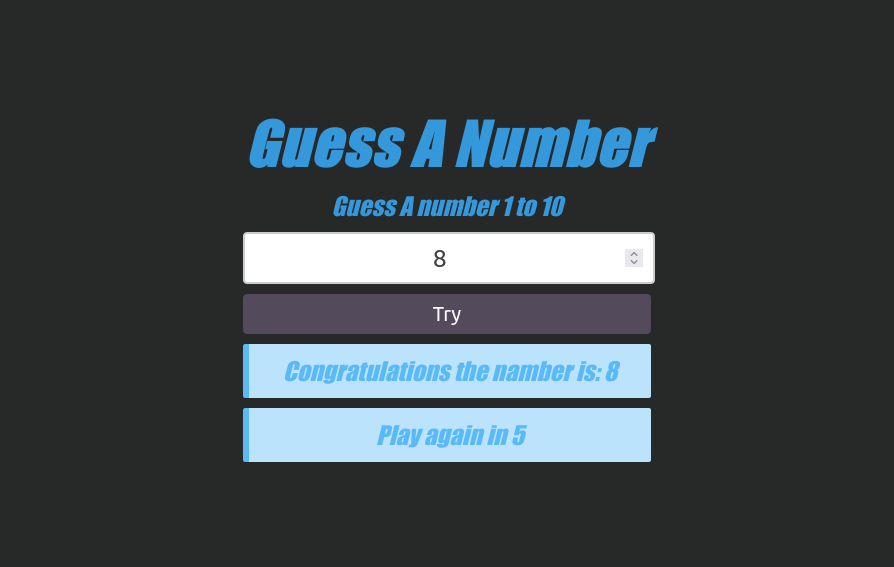 Guess A Number
Guess A number 1 to 10
8
Try
Congratulations the namber is: 8
Play again in 5